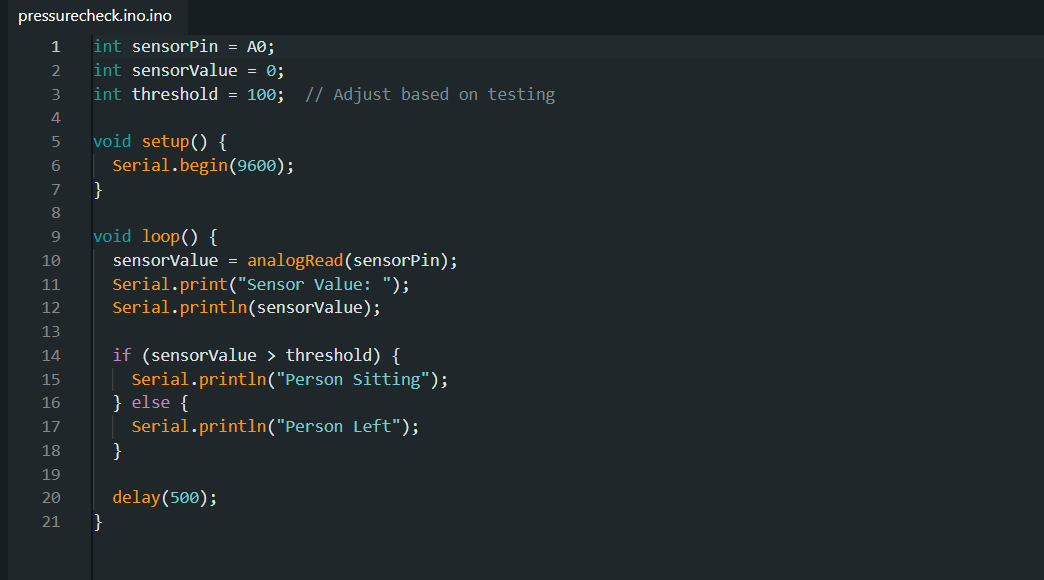 pressurecheck.ino.ino
1 int sensorPin = A0;
2 int sensorValue = 0;
3 int threshold = 100;  // Adjust based on testing
4
5 void setup() {
6   Serial.begin(9600);
7 }
8
9 void loop() {
10   sensorValue = analogRead(sensorPin);
11   Serial.print("Sensor Value: ");
12   Serial.println(sensorValue);
13
14   if (sensorValue > threshold) {
15     Serial.println("Person Sitting");
16   } else {
17     Serial.println("Person Left");
18   }
19
20   delay(500);
21 }